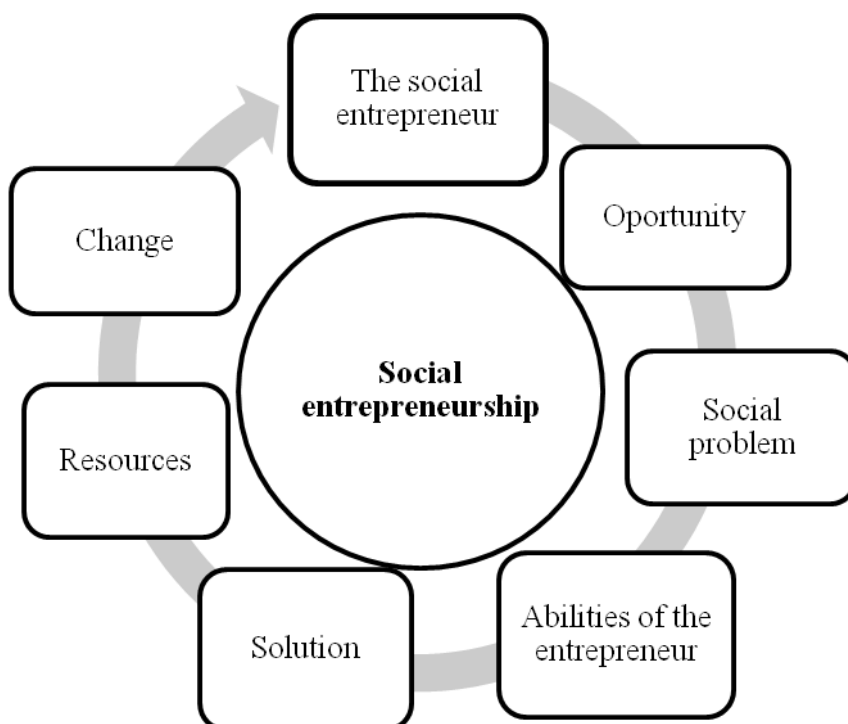 The social
entrepreneur
Oportunity
Social
problem
Abilities of the
entrepreneur
Solution
Resources
Change
Social
entrepreneurship